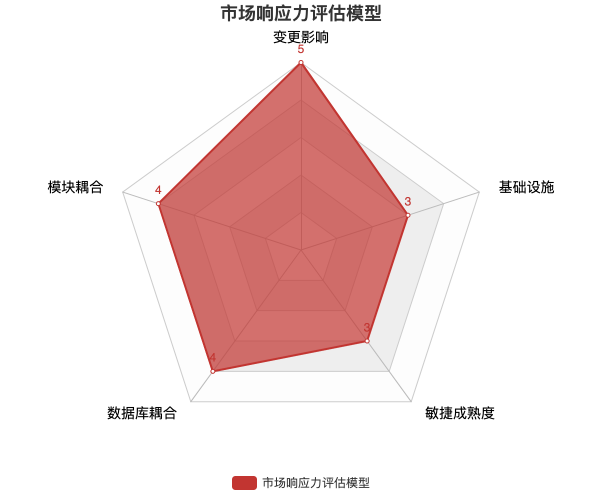 市场响应力评估模型
变更影响
5
模块耦合
4
3
基础设施
4
3
数据库耦合
敏捷成熟度
市场响应力评估模型